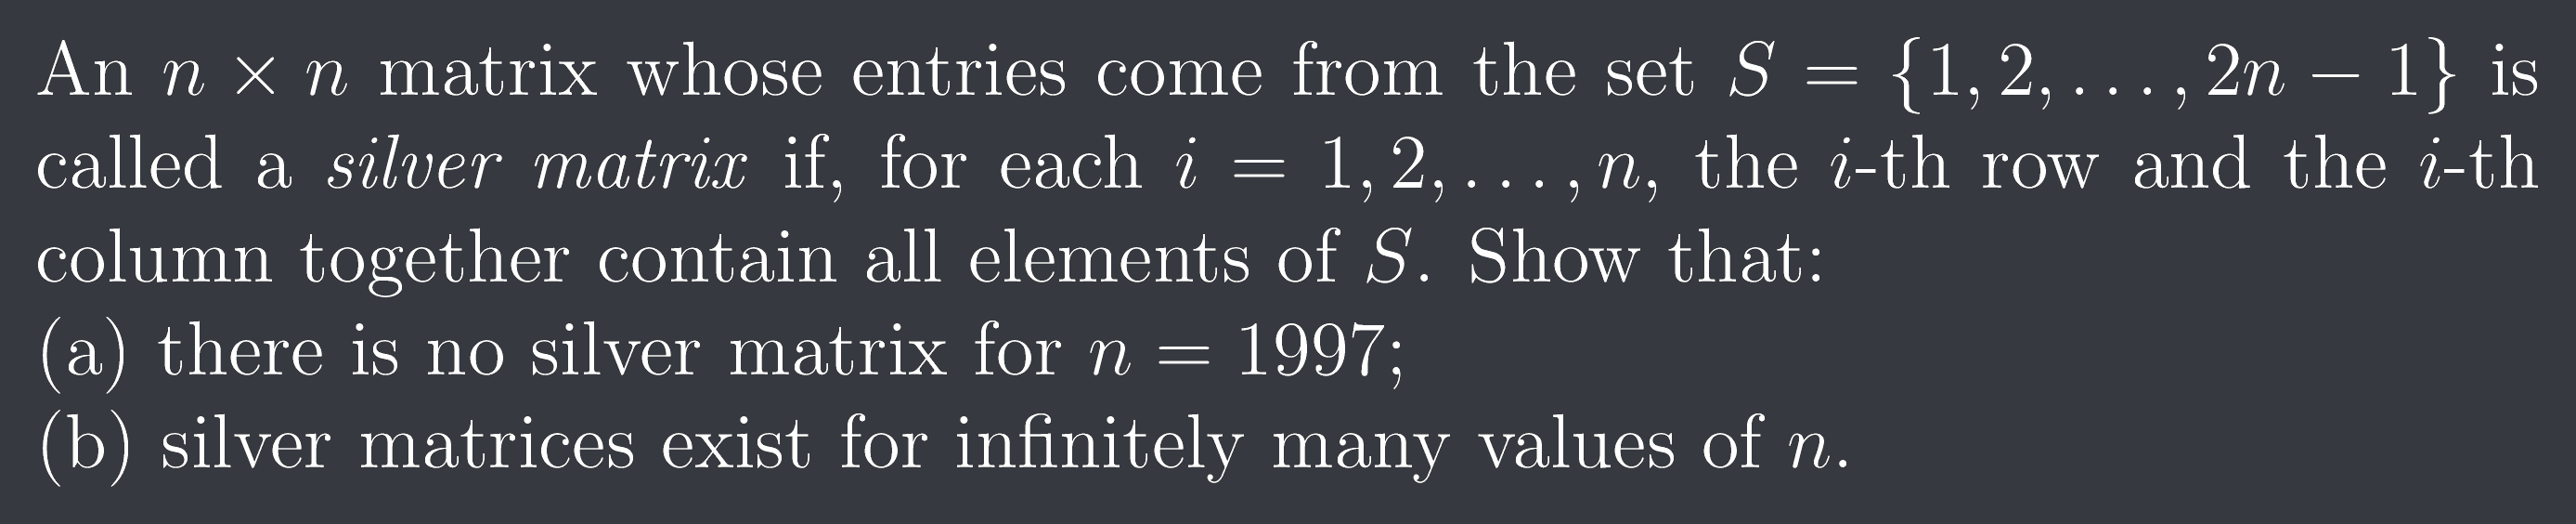 An n × n matrix whose entries come from the set S = {1, 2, . . . , 2n − 1} is
called a silver matrix if, for each i = 1, 2, . . . , n, the i-th row and the i-th
column together contain all elements of S. Show that:
(a) there is no silver matrix for n = 1997;
(b) silver matrices exist for infinitely many values of n.